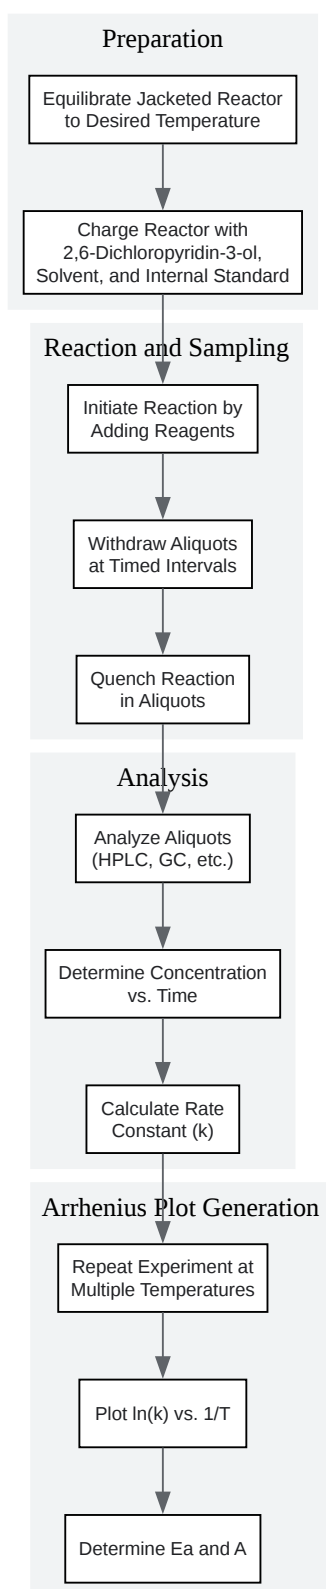 Preparation
Equilibrate Jacketed Reactor
to Desired Temperature
Charge Reactor with
2,6-Dichloropyridin-3-ol,
Solvent, and Internal Standard
Reaction and Sampling
Initiate Reaction by
Adding Reagents
Withdraw Aliquots
at Timed Intervals
Quench Reaction
in Aliquots
Analysis
Analyze Aliquots
(HPLC, GC, etc.)
Determine Concentration
vs. Time
Calculate Rate
Constant (k)
Arrhenius Plot Generation
Repeat Experiment at
Multiple Temperatures
Plot ln(k) vs. 1/T
Determine Ea and A